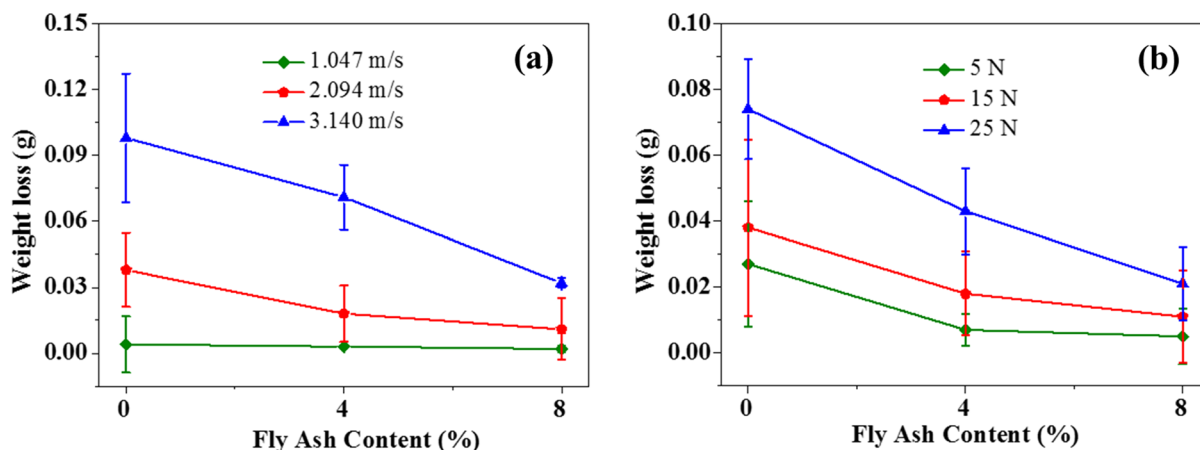 0.15
0.12
0.09
0.06
0.03
0.00
Weight loss (g)
1.047 m/s
2.094 m/s
3.140 m/s
(a)
0
4
8
Fly Ash Content (%)
0.10
0.08
0.06
0.04
0.02
0.00
Weight loss (g)
5 N
15 N
25 N
(b)
0
4
8
Fly Ash Content (%)